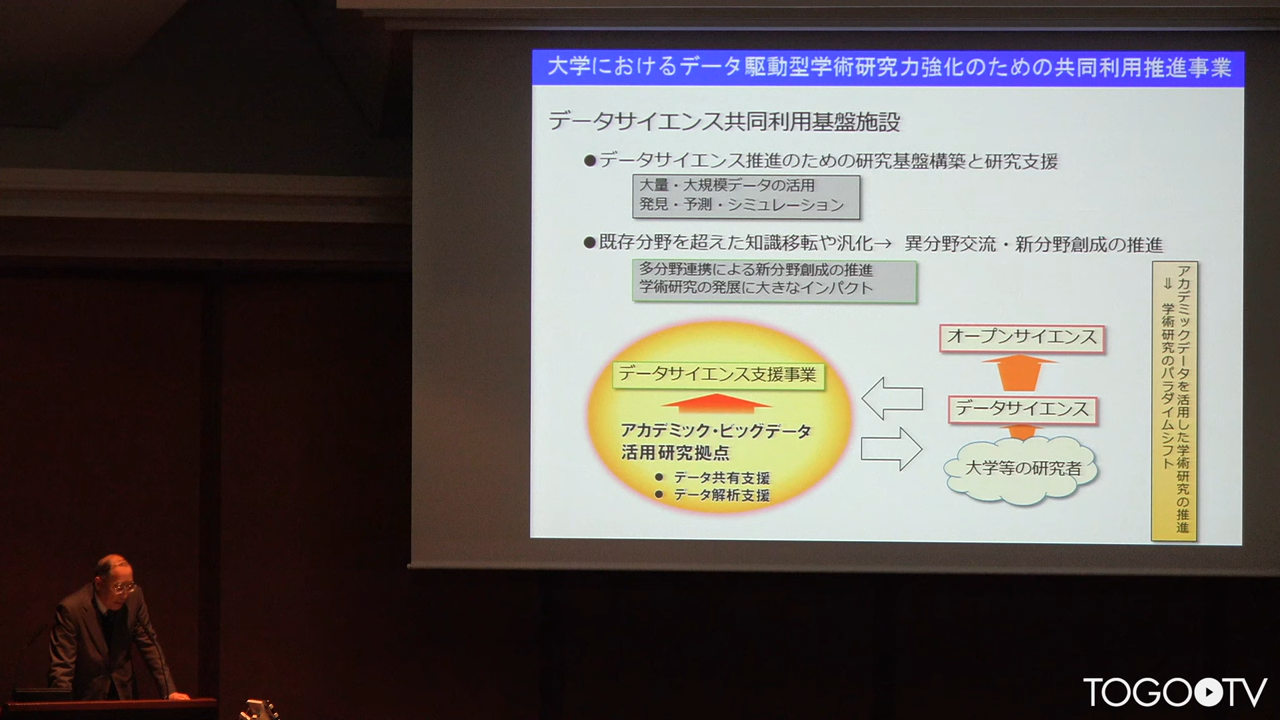 大学におけるデータ駆動型学術研究力強化のための共同利用推進事業
データサイエンス共同利用基盤施設
●データサイエンス推進のための研究基盤構築と研究支援
大量・大規模データの活用
発見・予測・シミュレーション
●既存分野を超えた知識移転や汎化→ 異分野交流・新分野創成の推進
多分野連携による新分野創成の推進
学術研究の発展に大きなインパクト
データサイエンス支援事業
アカデミック・ビッグデータ
活用研究拠点
● データ共有支援
● データ解析支援
オープンサイエンス
データサイエンス
大学等の研究者
アカデミックデータを活用した学術研究の推進
⇒ 学術研究のパラダイムシフト
TOGOTV